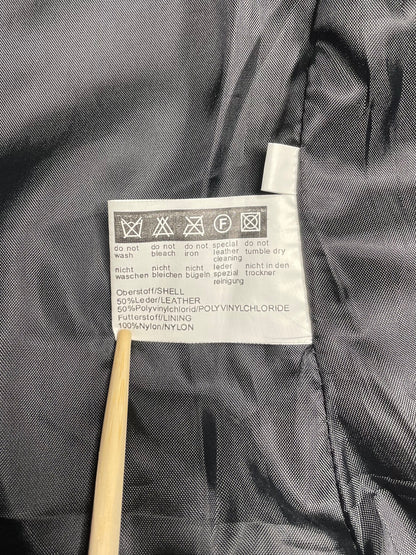 F
do not wash
do not bleach
do not iron
special leather cleaning
do not tumble dry
nicht waschen
nicht bleichen
nicht bügeln
leder spezial reinigung
nicht in den trockner
Oberstoff/SHELL
50%Leder/LEATHER
50%Polyvinylchlorid/POLYVINYLCHLORIDE
Futterstoff/LINING
100%Nylon/NYLON